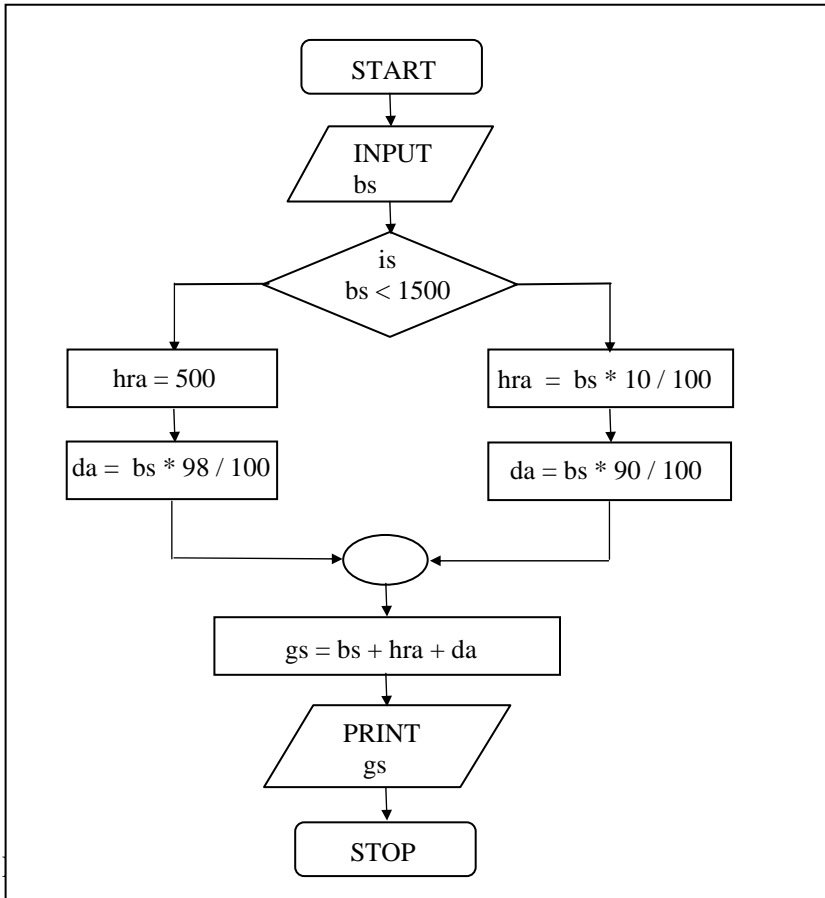 START
INPUT
bs
is
bs < 1500
hra = 500
da = bs * 98 / 100
hra = bs * 10 / 100
da = bs * 90 / 100
gs = bs + hra + da
PRINT
gs
STOP